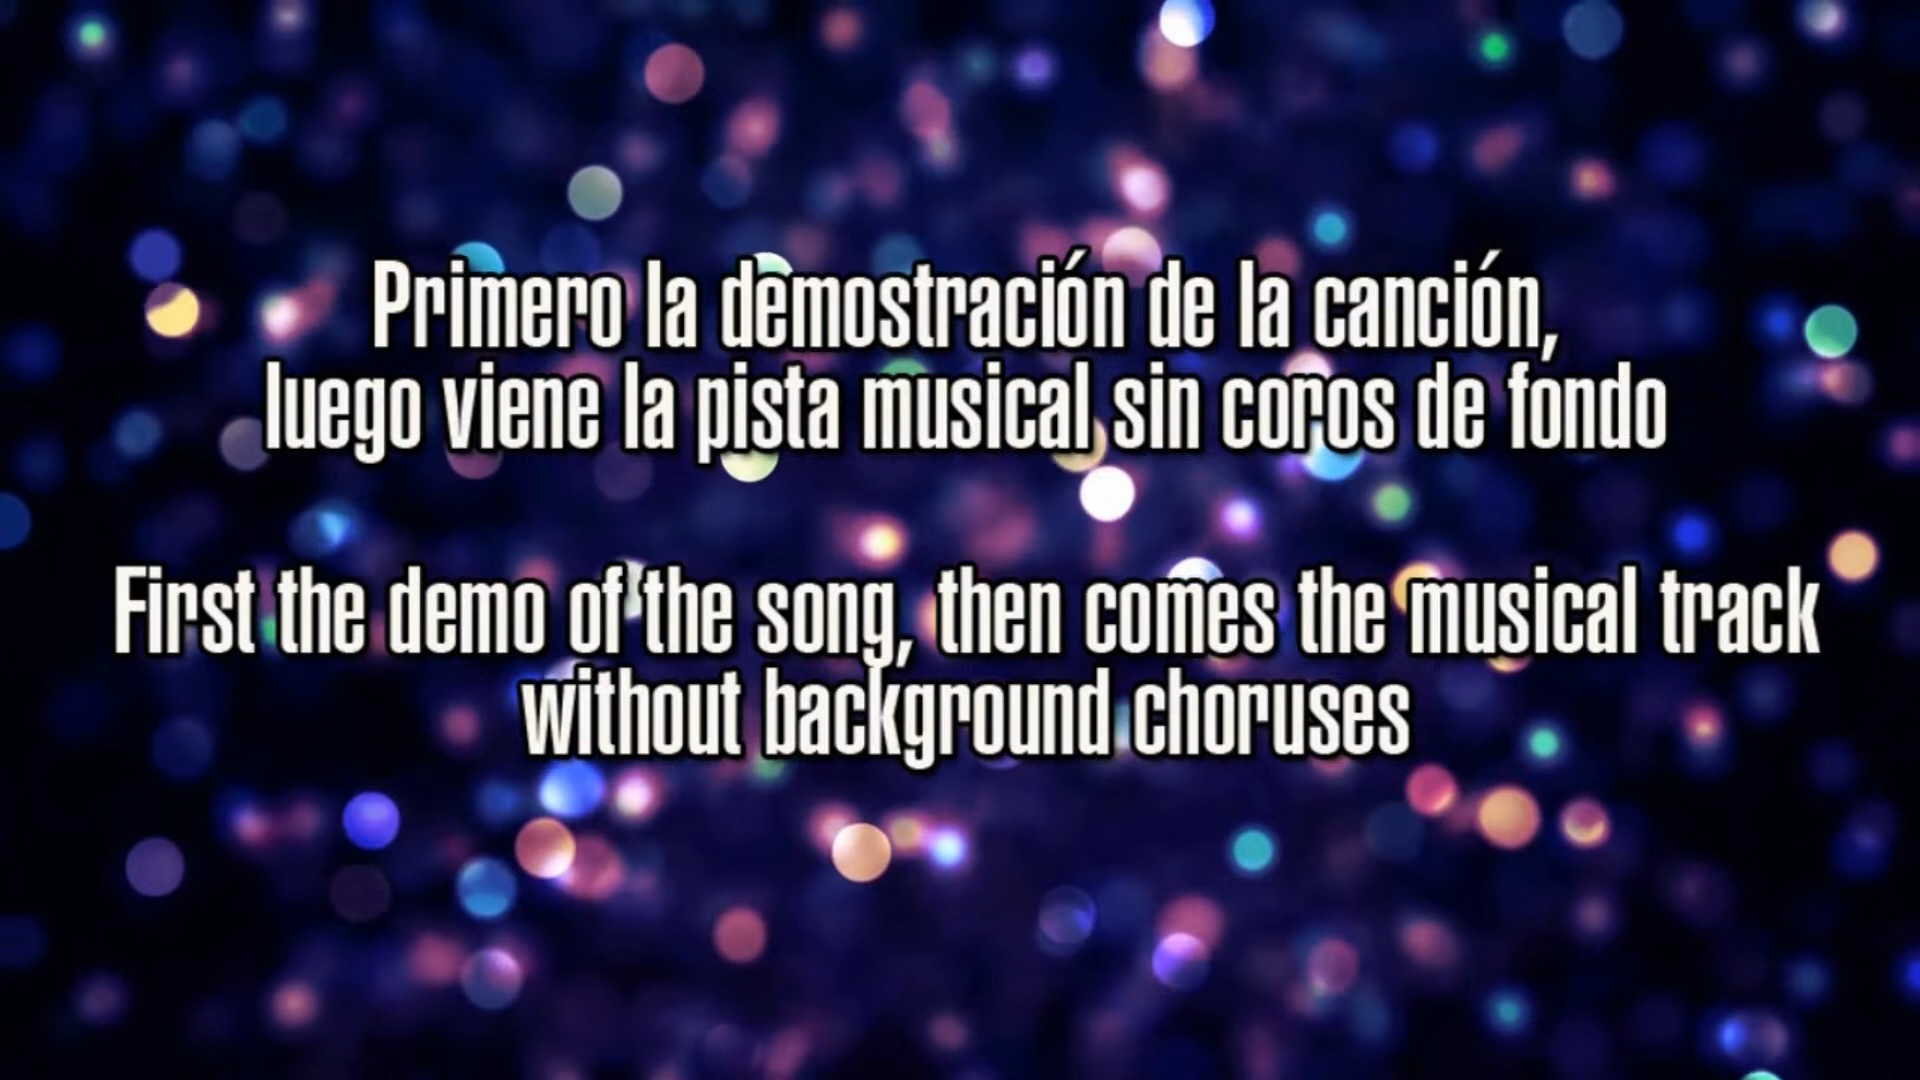 Primero la demostración de la canción,
luego viene la pista musical sin coros de fondo
First the demo of the song, then comes the musical track
without background choruses